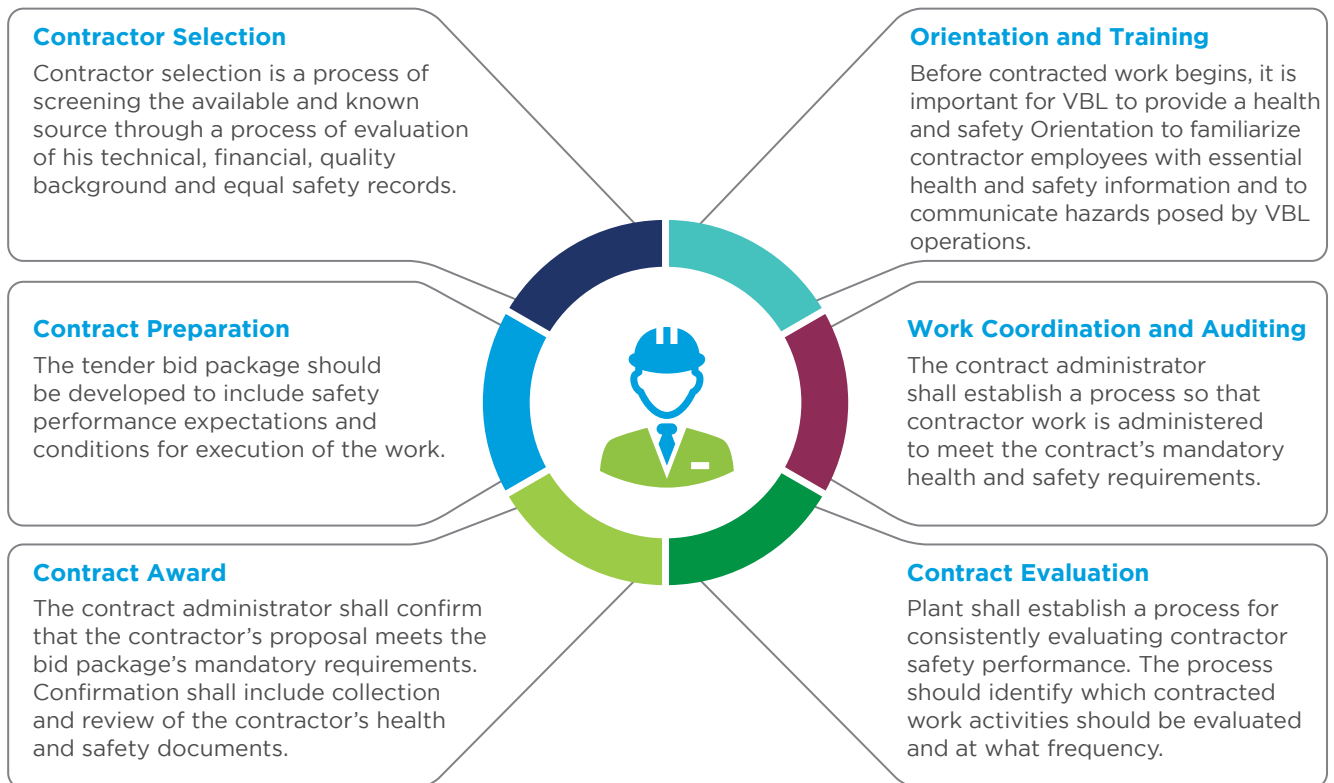 Contractor Selection
Contractor selection is a process of
screening the available and known
source through a process of evaluation
of his technical, financial, quality
background and equal safety records.
Contract Preparation
The tender bid package should
be developed to include safety
performance expectations and
conditions for execution of the work.
Contract Award
The contract administrator shall confirm
that the contractor’s proposal meets the
bid package’s mandatory requirements.
Confirmation shall include collection
and review of the contractor’s health
and safety documents.
Orientation and Training
Before contracted work begins, it is
important for VBL to provide a health
and safety Orientation to familiarize
contractor employees with essential
health and safety information and to
communicate hazards posed by VBL
operations.
Work Coordination and Auditing
The contract administrator
shall establish a process so that
contractor work is administered
to meet the contract’s mandatory
health and safety requirements.
Contract Evaluation
Plant shall establish a process for
consistently evaluating contractor
safety performance. The process
should identify which contracted
work activities should be evaluated
and at what frequency.